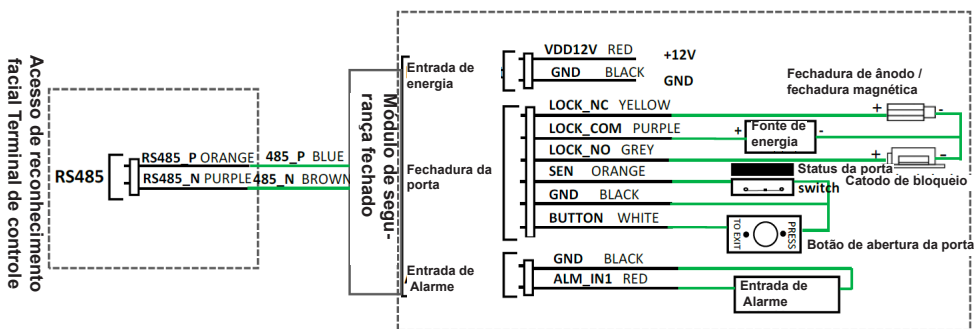 Acesso de reconhecimento
facial Terminal de controle
RS485
RS485_P ORANGE
485_P BLUE
RS485_N PURPLE
485_N BROWN
Módulo de segu-
rança fechado
Entrada de
energia
VDD12V RED
+12V
GND BLACK
GND
Fechadura da
porta
LOCK_NC YELLOW
LOCK_COM PURPLE
LOCK_NO GREY
SEN ORANGE
GND BLACK
BUTTON WHITE
Fechadura de ânodo /
fechadura magnética
+ -
+ Fonte de -
energia
+ -
Catodo de bloqueio
Status da porta
switch
PRESS
TO EXIT
Botão de abertura da porta
Entrada de
Alarme
GND BLACK
ALM_IN1 RED
Entrada de
Alarme